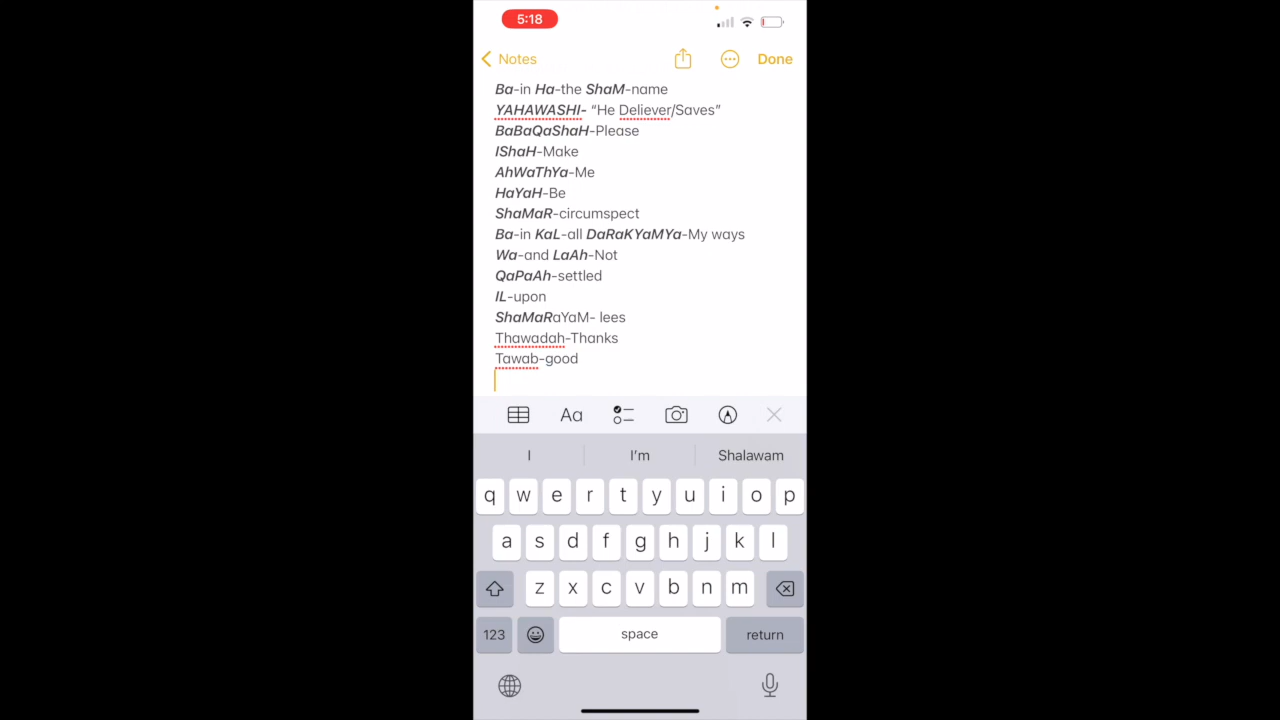 5:18
Notes
Done
Ba-in Ha-the ShaM-name
YAHAWASHI- “He Deliever/Saves”
BaBaQaShaH-Please
IShaH-Make
AhWaThYa-Me
HaYaH-Be
ShaMaR-circumspect
Ba-in KaL-all DaRaKYaMYa-My ways
Wa-and LaAh-Not
QaPaAh-settled
IL-upon
ShaMaRaYaM- lees
Thawadah-Thanks
Tawab-good
Aa
I I’m Shalawam
q w e r t y u i o p
a s d f g h j k l
z x c v b n m
123 space return